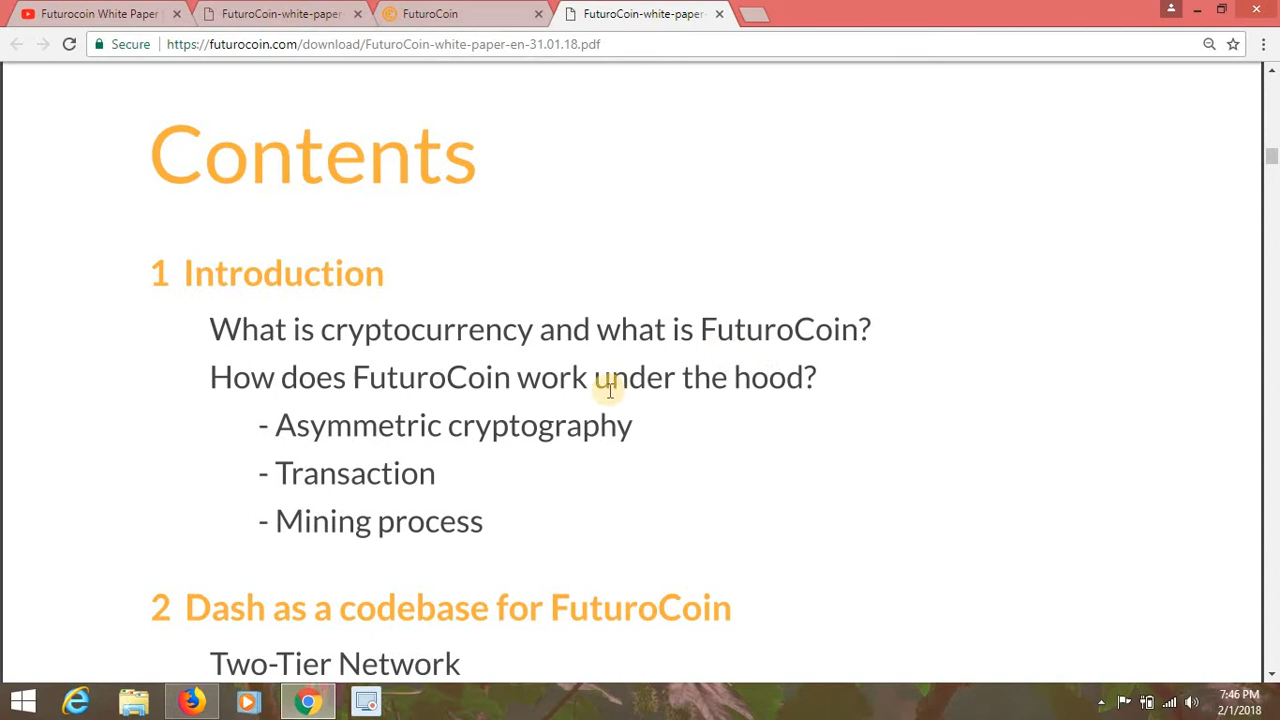 Futurocoin White Paper
FuturoCoin-white-paper-
FuturoCoin
FuturoCoin-white-paper-
Secure
https://futurocoin.com/download/FuturoCoin-white-paper-en-31.01.18.pdf
Contents
1 Introduction
What is cryptocurrency and what is FuturoCoin?
How does FuturoCoin work under the hood?
- Asymmetric cryptography
- Transaction
- Mining process
2 Dash as a codebase for FuturoCoin
Two-Tier Network
7:46 PM
2/1/2018